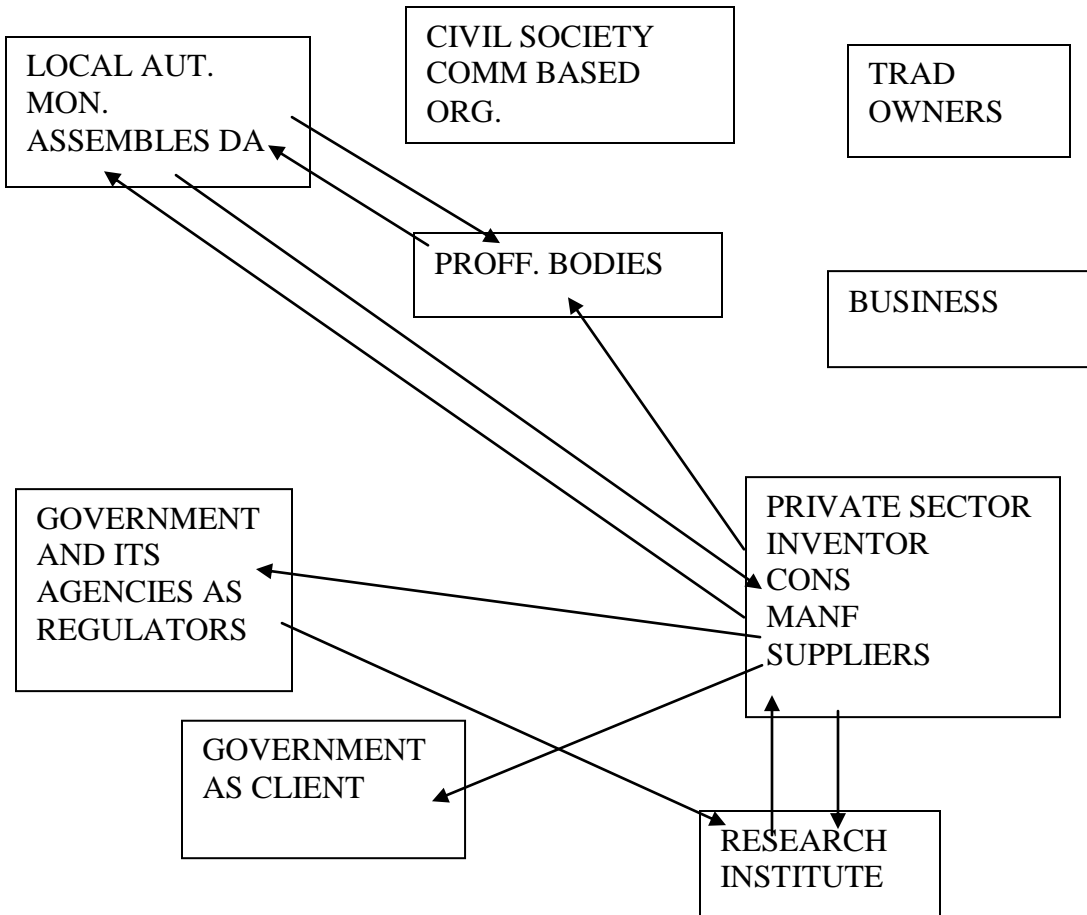 LOCAL AUT.
MON.
ASSEMBLES DA
CIVIL SOCIETY
COMM BASED
ORG.
TRAD
OWNERS
PROFF. BODIES
BUSINESS
GOVERNMENT
AND ITS
AGENCIES AS
REGULATORS
PRIVATE SECTOR
INVENTOR
CONS
MANF
SUPPLIERS
GOVERNMENT
AS CLIENT
RESEARCH
INSTITUTE